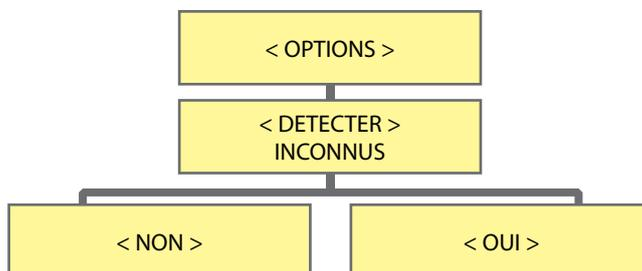 < OPTIONS >
< DETECTER >
INCONNUS
< NON >
< OUI >